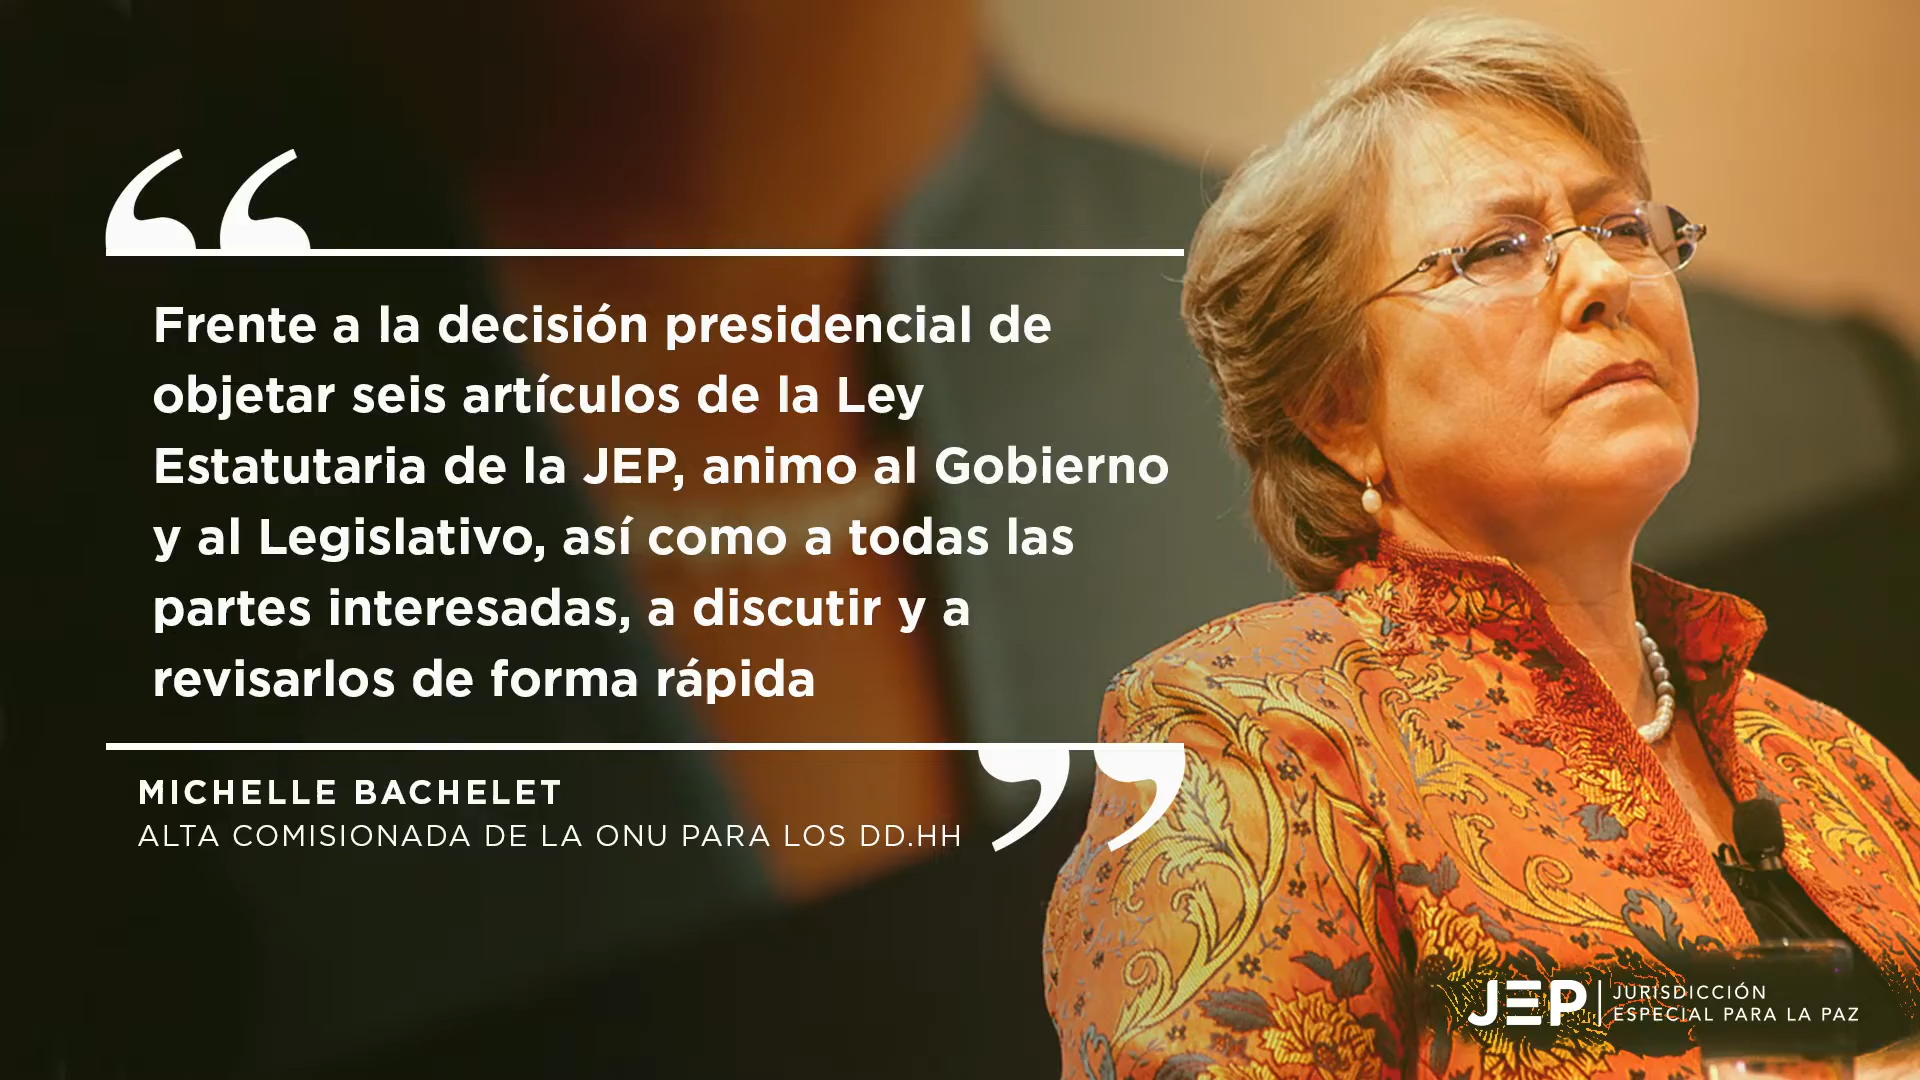 “
Frente a la decisión presidencial de
objetar seis artículos de la Ley
Estatutaria de la JEP, animo al Gobierno
y al Legislativo, así como a todas las
partes interesadas, a discutir y a
revisarlos de forma rápida
”
MICHELLE BACHELET
ALTA COMISIONADA DE LA ONU PARA LOS DD.HH
JEP JURISDICCIÓN
ESPECIAL PARA LA PAZ